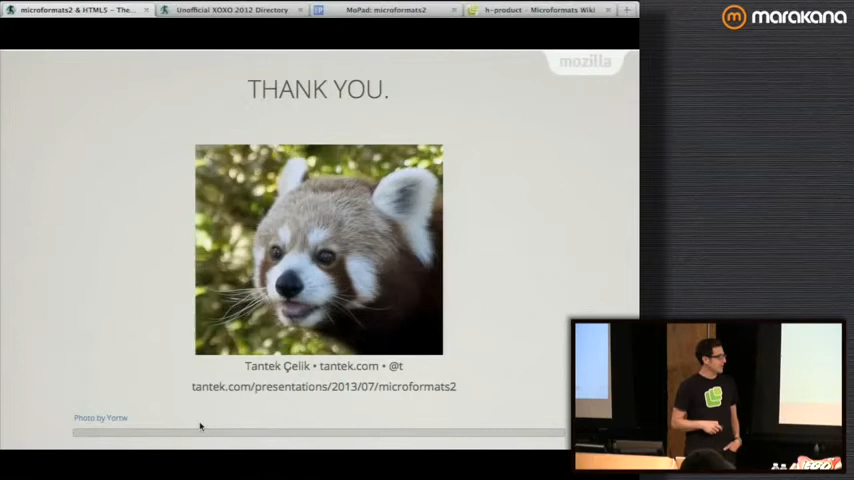 microformats2 & HTML5 – The...
Unofficial XOXO 2012 Directory
MoPad: microformats2
h-product - Microformats Wiki
marakana
mozilla
THANK YOU.
Tantek Çelik • tantek.com • @t
tantek.com/presentations/2013/07/microformats2
Photo by Yortw